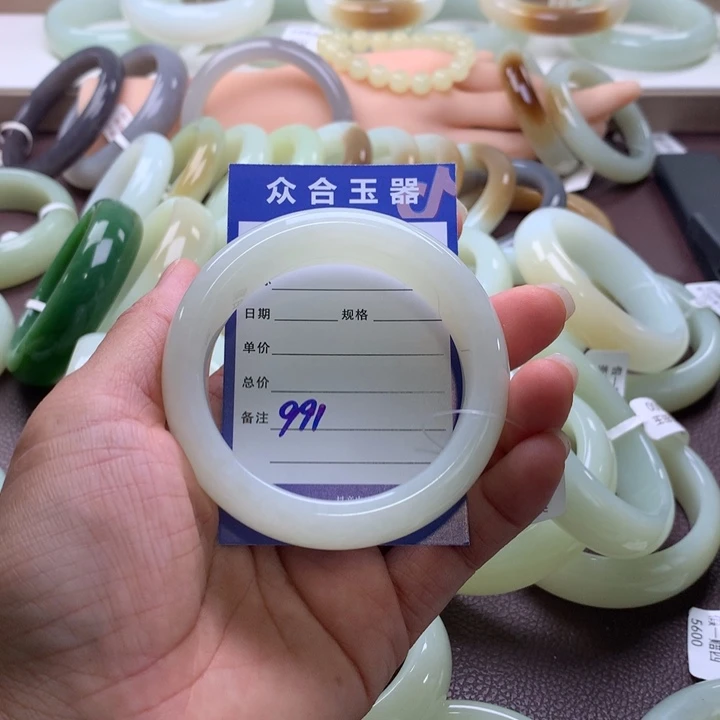 众合玉器
日期 规格
单价
总价
备注 991
5600